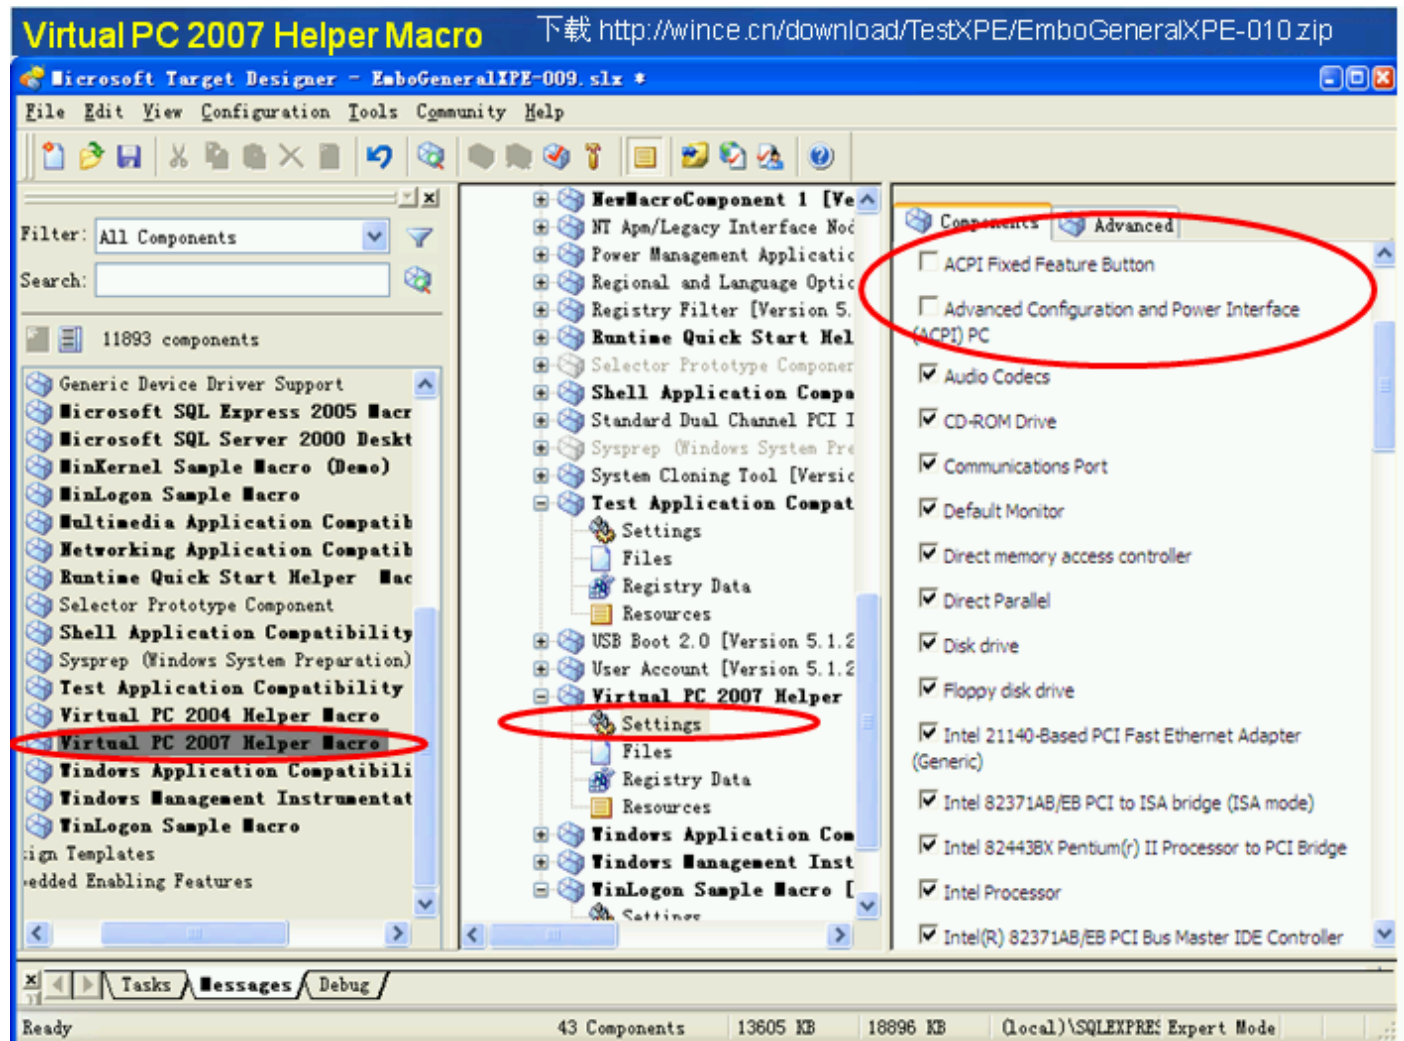 Virtual PC 2007 Helper Macro
下载 http://wince.cn/download/TestXPE/EmboGeneralXPE-010.zip
Microsoft Target Designer - EmboGeneralXPE-009.slx *
File Edit View Configuration Tools Community Help
Filter: All Components
Search:
11893 components
Generic Device Driver Support
Microsoft SQL Express 2005 Macr
Microsoft SQL Server 2000 Deskt
MinKernel Sample Macro (Demo)
MinLogon Sample Macro
Multimedia Application Compatib
Networking Application Compatib
Runtime Quick Start Helper Mac
Selector Prototype Component
Shell Application Compatibility
Sysprep (Windows System Preparation)
Test Application Compatibility
Virtual PC 2004 Helper Macro
Virtual PC 2007 Helper Macro
Windows Application Compatibili
Windows Management Instrumentat
WinLogon Sample Macro
ign Templates
edded Enabling Features
NewMacroComponent 1 [Ve
NT Apm/Legacy Interface Nod
Power Management Applicatic
Regional and Language Optic
Registry Filter [Version 5.
Runtime Quick Start Hel
Selector Prototype Componer
Shell Application Compa
Standard Dual Channel PCI I
Sysprep (Windows System Pre
System Cloning Tool [Versic
Test Application Compat
Settings
Files
Registry Data
Resources
USB Boot 2.0 [Version 5.1.2
User Account [Version 5.1.2
Virtual PC 2007 Helper
Settings
Files
Registry Data
Resources
Windows Application Com
Windows Management Inst
WinLogon Sample Macro [
Settings
Components Advanced
ACPI Fixed Feature Button
Advanced Configuration and Power Interface
(ACPI) PC
Audio Codecs
CD-ROM Drive
Communications Port
Default Monitor
Direct memory access controller
Direct Parallel
Disk drive
Floppy disk drive
Intel 21140-Based PCI Fast Ethernet Adapter
(Generic)
Intel 82371AB/EB PCI to ISA bridge (ISA mode)
Intel 82443BX Pentium(r) II Processor to PCI Bridge
Intel Processor
Intel(R) 82371AB/EB PCI Bus Master IDE Controller
Tasks Messages Debug
Ready 43 Components 13605 KB 18896 KB (local)\SQLEXPRES Expert Mode